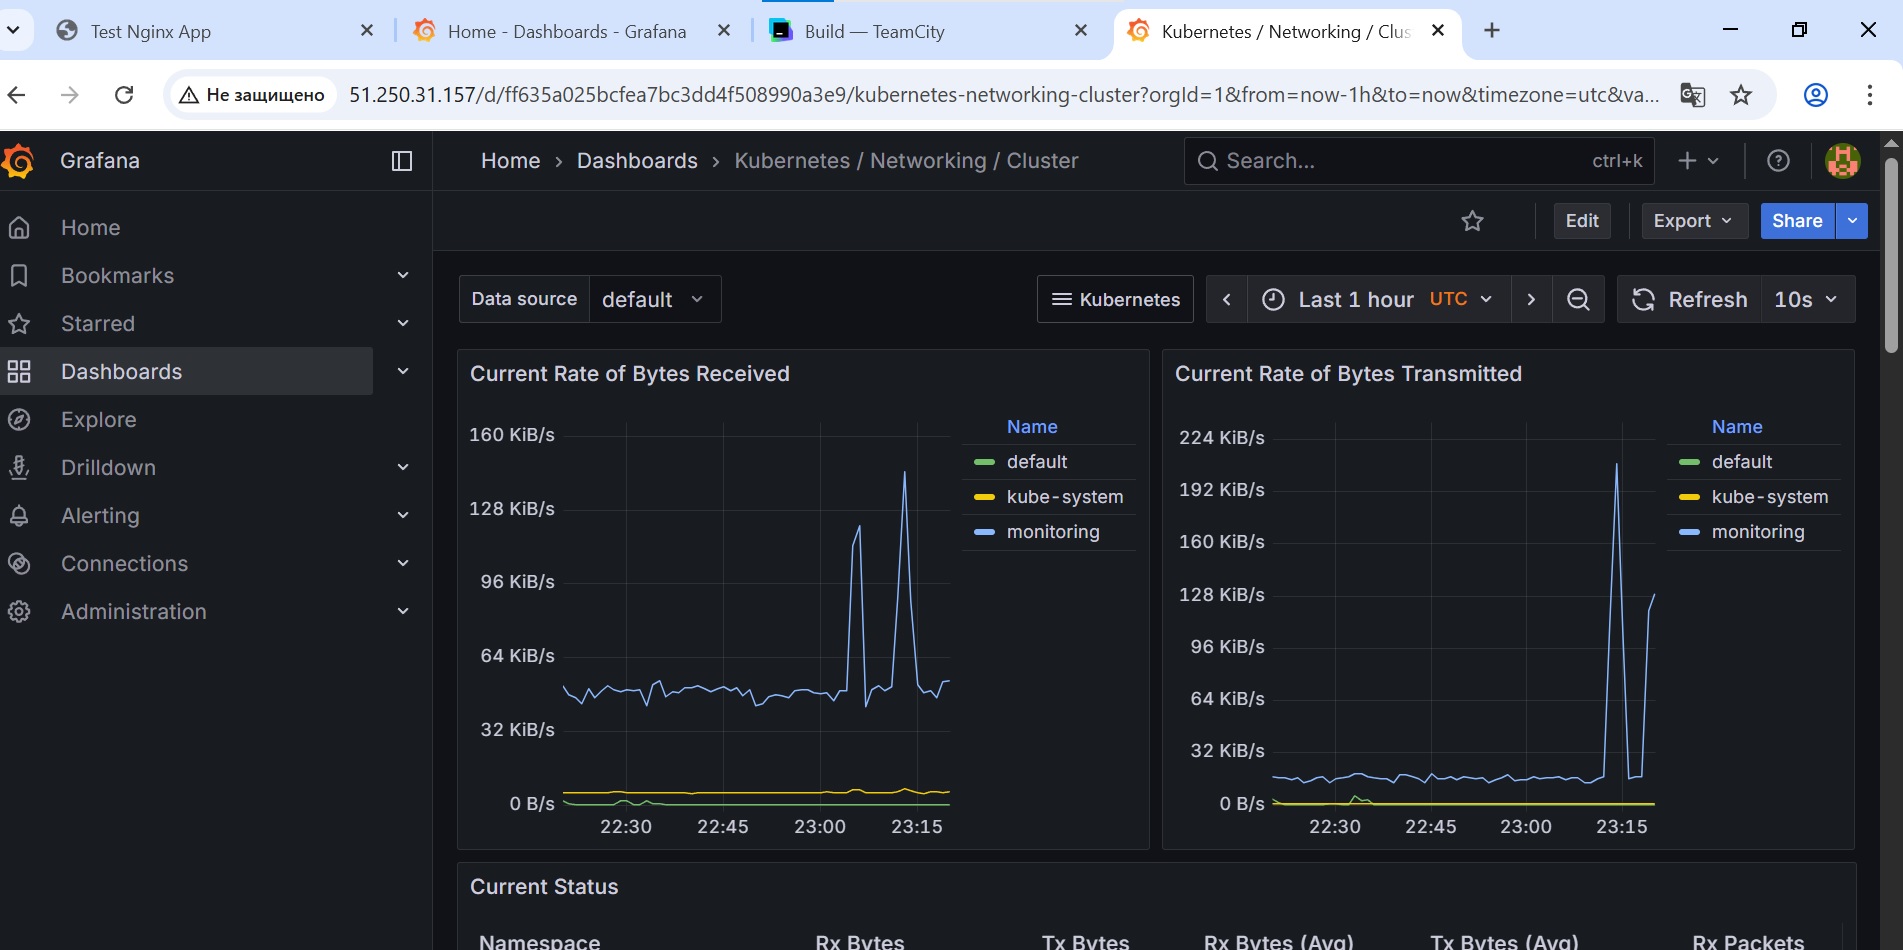 Test Nginx App
Home - Dashboards - Grafana
Build — TeamCity
Kubernetes / Networking / Clus
Не защищено
51.250.31.157/d/ff635a025bcfea7bc3dd4f508990a3e9/kubernetes-networking-cluster?orgId=1&from=now-1h&to=now&timezone=utc&va...
Grafana
Home › Dashboards › Kubernetes / Networking / Cluster
Search...
ctrl+k
Home
Bookmarks
Starred
Dashboards
Explore
Drilldown
Alerting
Connections
Administration
Edit
Export
Share
Data source
default
Kubernetes
Last 1 hour UTC
Refresh
10s
Current Rate of Bytes Received
160 KiB/s
128 KiB/s
96 KiB/s
64 KiB/s
32 KiB/s
0 B/s
22:30 22:45 23:00 23:15
Name
default
kube-system
monitoring
Current Rate of Bytes Transmitted
224 KiB/s
192 KiB/s
160 KiB/s
128 KiB/s
96 KiB/s
64 KiB/s
32 KiB/s
0 B/s
22:30 22:45 23:00 23:15
Name
default
kube-system
monitoring
Current Status
Namespace Rx Bytes Tx Bytes Rx Bytes (Avg) Tx Bytes (Avg) Rx Packets